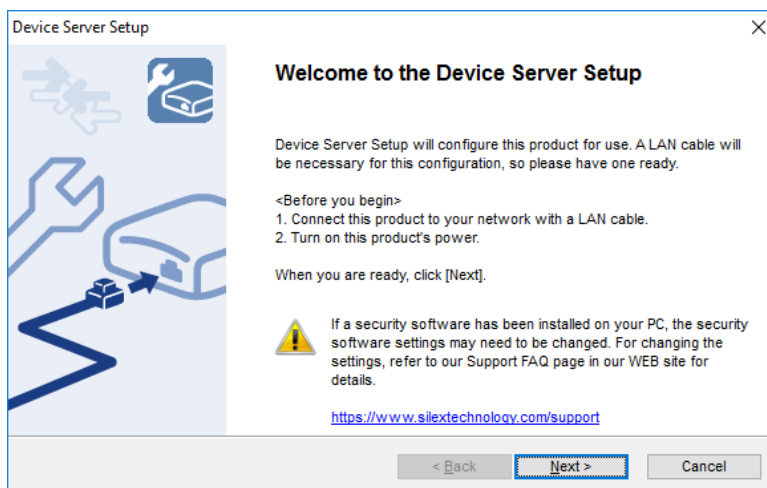 Device Server Setup
Welcome to the Device Server Setup
Device Server Setup will configure this product for use. A LAN cable will
be necessary for this configuration, so please have one ready.
<Before you begin>
1. Connect this product to your network with a LAN cable.
2. Turn on this product's power.
When you are ready, click [Next].
If a security software has been installed on your PC, the security
software settings may need to be changed. For changing the
settings, refer to our Support FAQ page in our WEB site for
details.
https://www.silextechnology.com/support
< Back
Next >
Cancel